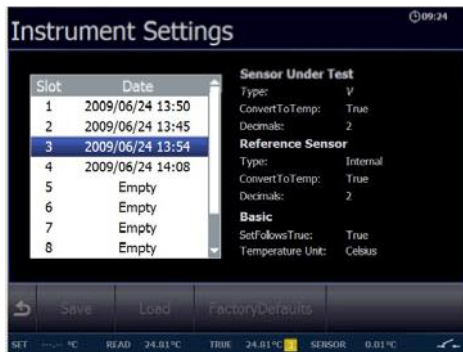 09:24
Instrument Settings
Slot Date
1 2009/06/24 13:50
2 2009/06/24 13:45
3 2009/06/24 13:54
4 2009/06/24 14:08
5 Empty
6 Empty
7 Empty
8 Empty
Sensor Under Test
Type: V
ConvertToTemp: True
Decimals: 2
Reference Sensor
Type: Internal
ConvertToTemp: True
Decimals: 2
Basic
SetFollowsTrue: True
Temperature Unit: Celsius
Save Load FactoryDefaults
SET ---.-- °C READ 24.81°C TRUE 24.81°C SENSOR 0.01°C